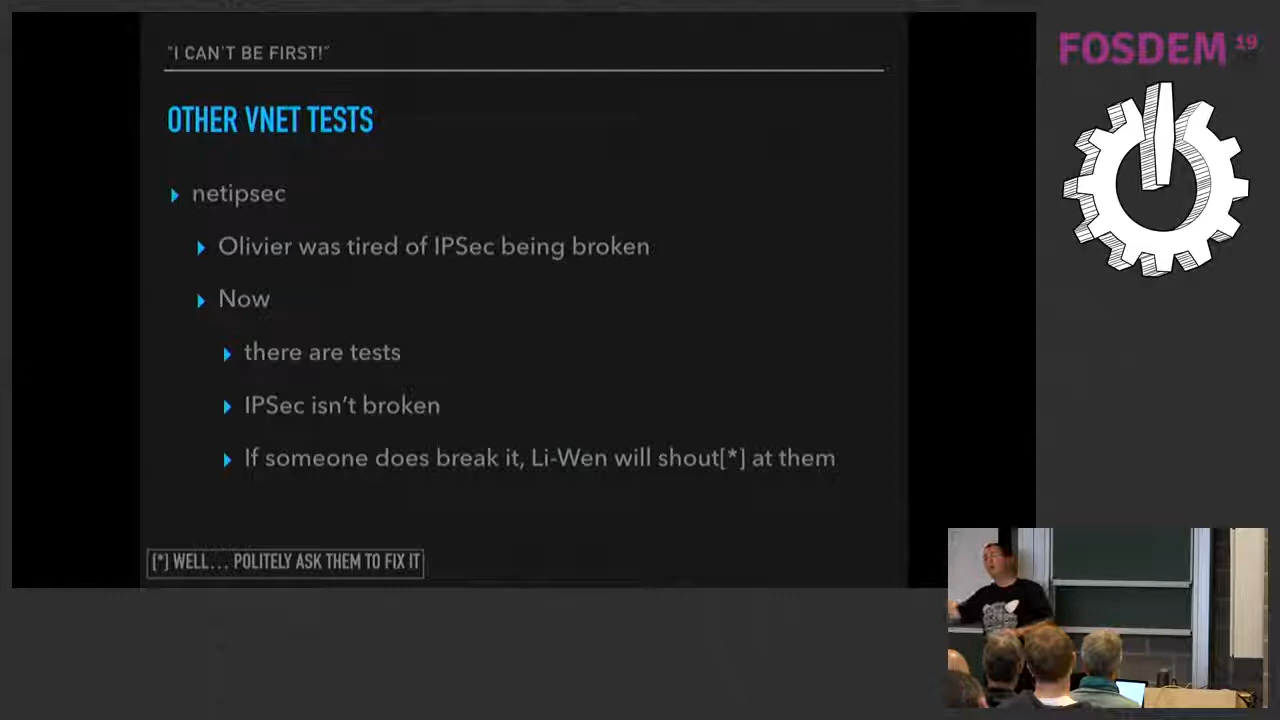 "I CAN'T BE FIRST!"
FOSDEM 19
OTHER VNET TESTS
netipsec
Olivier was tired of IPSec being broken
Now
there are tests
IPSec isn't broken
If someone does break it, Li-Wen will shout[*] at them
[*] WELL... POLITELY ASK THEM TO FIX IT